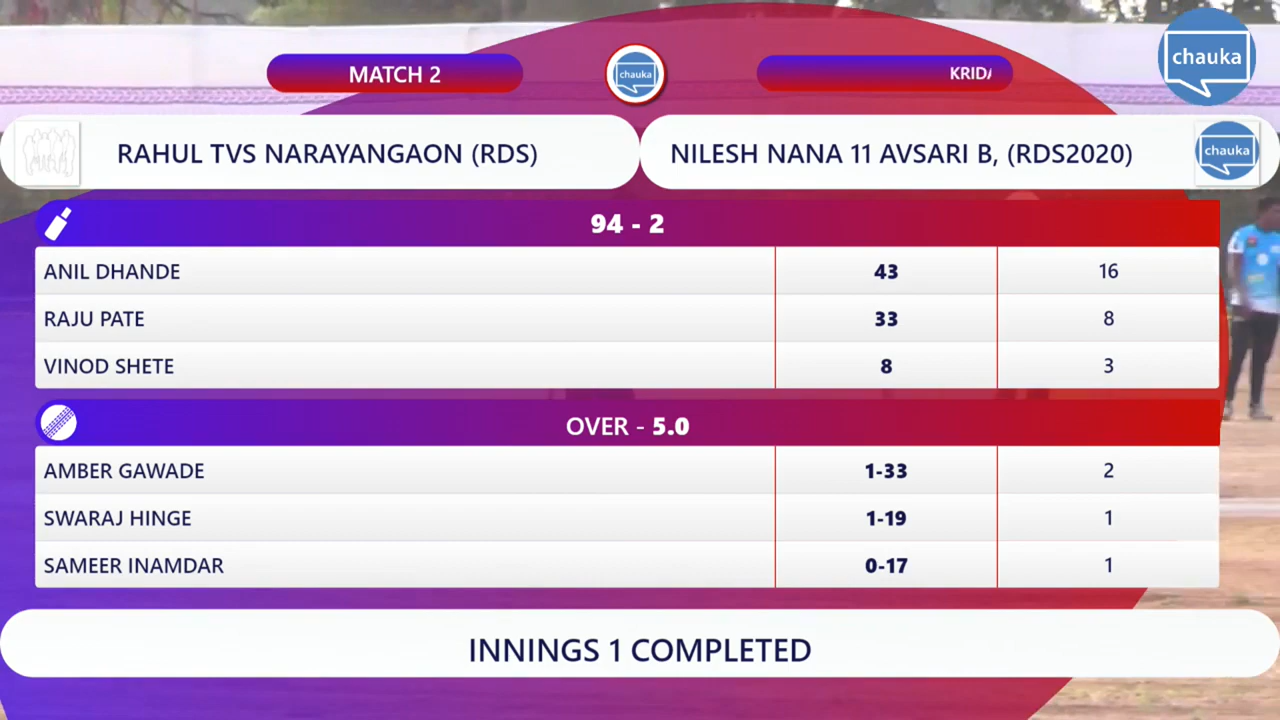 MATCH 2
chauka
chauka
RAHUL TVS NARAYANGAON (RDS)
NILESH NANA 11 AVSARI B, (RDS2020)
chauka
94 - 2
ANIL DHANDE 43 16
RAJU PATE 33 8
VINOD SHETE 8 3
OVER - 5.0
AMBER GAWADE 1-33 2
SWARAJ HINGE 1-19 1
SAMEER INAMDAR 0-17 1
INNINGS 1 COMPLETED